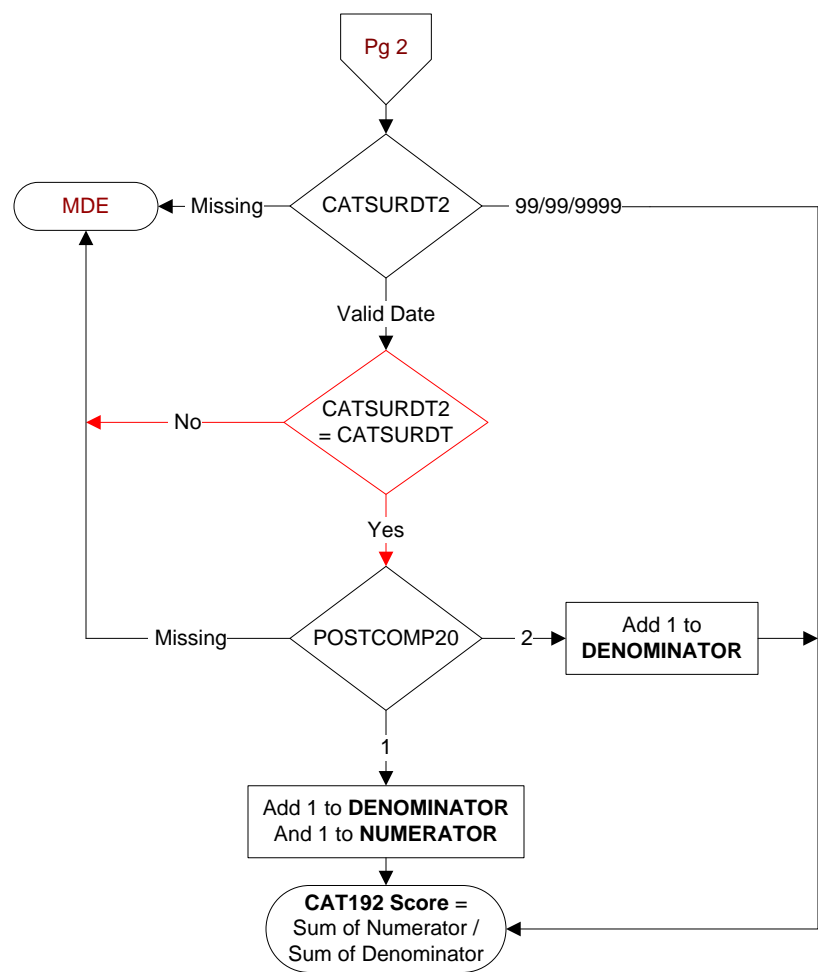 Pg 2
MDE
Missing
CATSURDT2
99/99/9999
Valid Date
CATSURDT2
= CATSURDT
No
Yes
Missing
POSTCOMP20
2
Add 1 to
DENOMINATOR
1
Add 1 to DENOMINATOR
And 1 to NUMERATOR
CAT192 Score =
Sum of Numerator /
Sum of Denominator